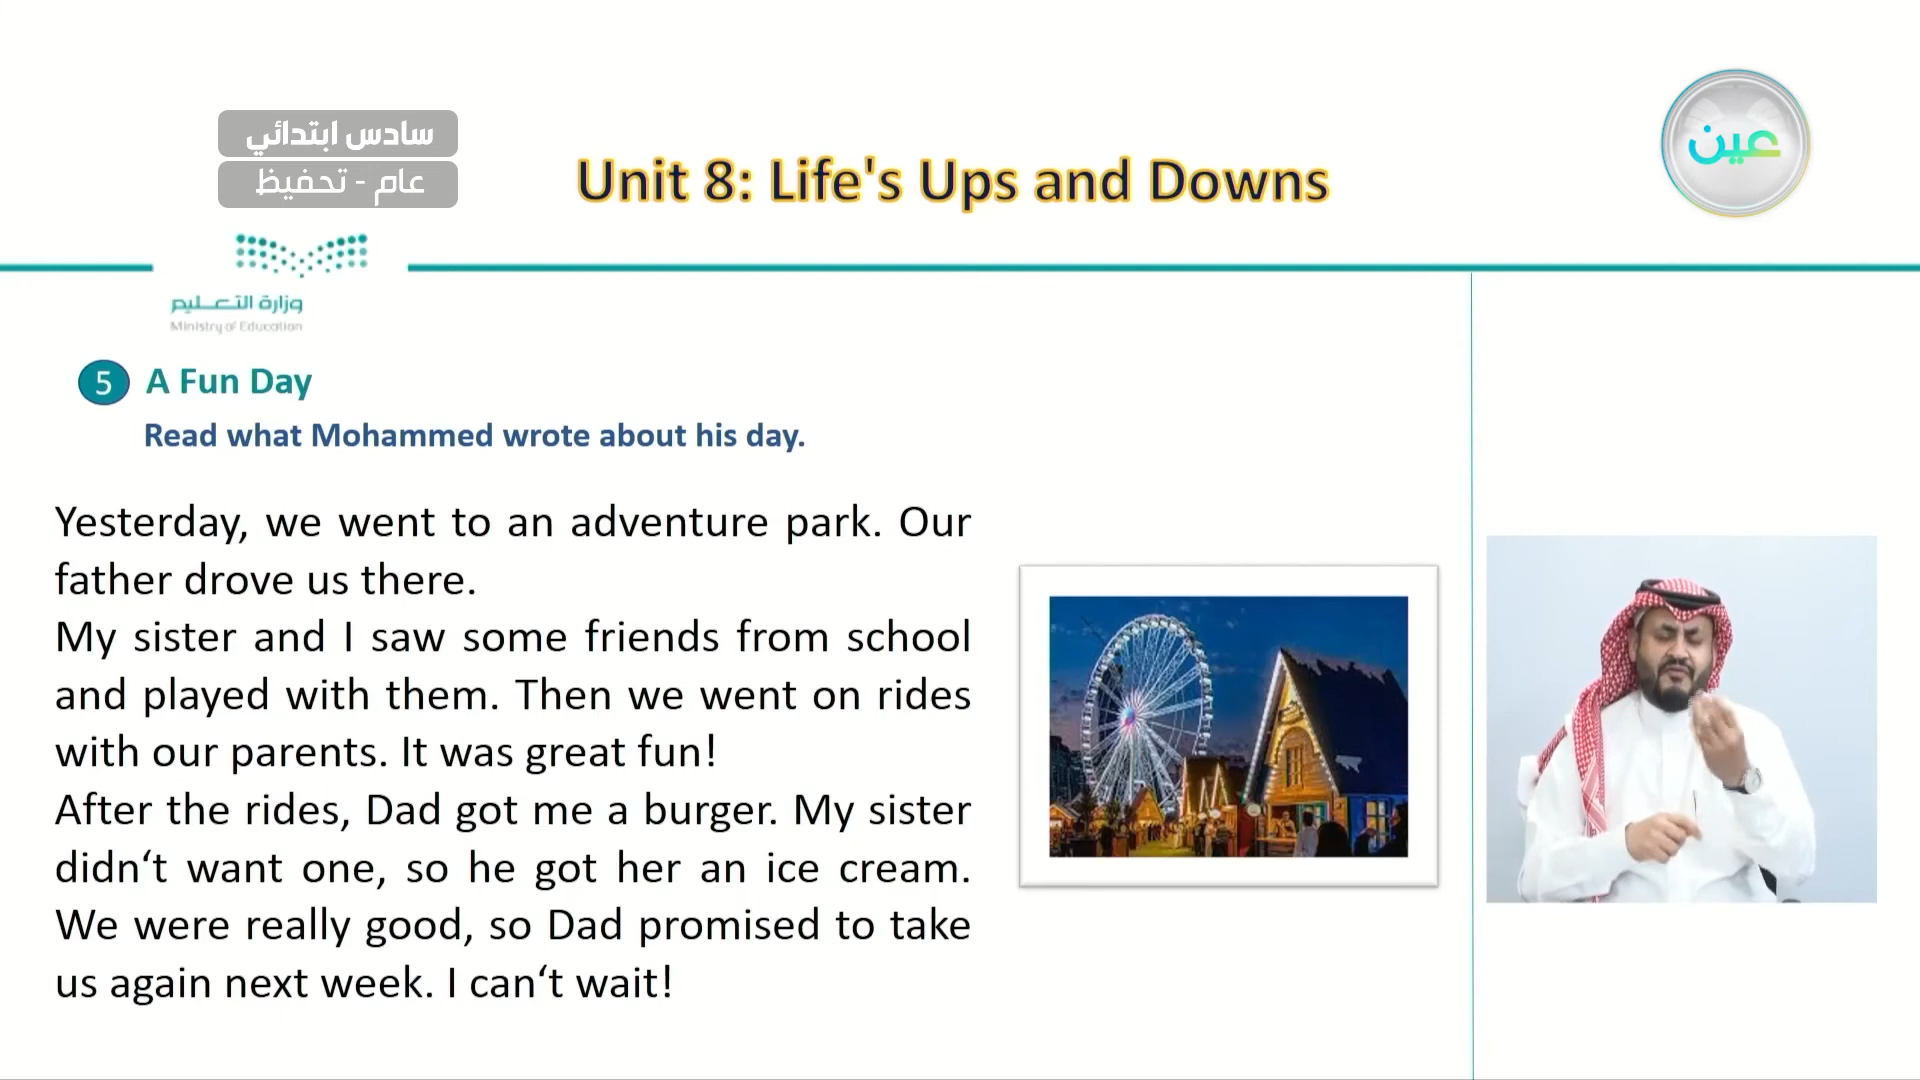 سادس ابتدائي
عام - تحفيظ
Unit 8: Life's Ups and Downs
عين
وزارة التعليم
Ministry of Education
5 A Fun Day
Read what Mohammed wrote about his day.
Yesterday, we went to an adventure park. Our
father drove us there.
My sister and I saw some friends from school
and played with them. Then we went on rides
with our parents. It was great fun!
After the rides, Dad got me a burger. My sister
didn‘t want one, so he got her an ice cream.
We were really good, so Dad promised to take
us again next week. I can‘t wait!